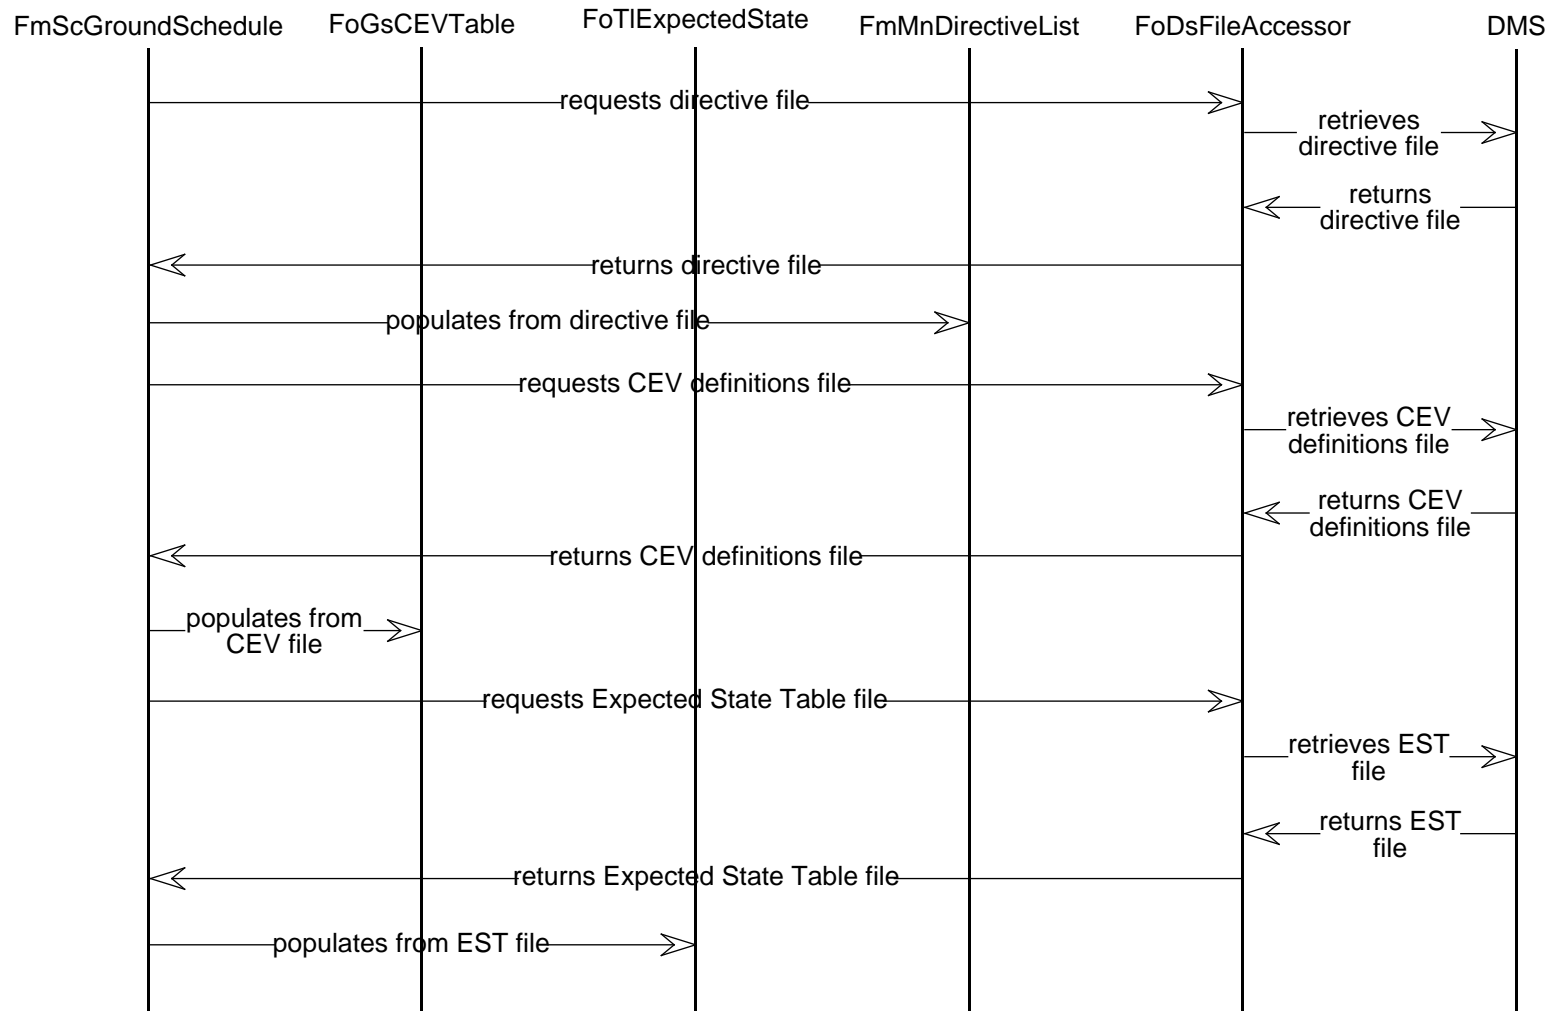 FmScGroundSchedule
FoGsCEVTable
FoTlExpectedState
FmMnDirectiveList
FoDsFileAccessor
DMS
requests directive file
retrieves
directive file
returns
directive file
returns directive file
populates from directive file
requests CEV definitions file
retrieves CEV
definitions file
returns CEV
definitions file
returns CEV definitions file
populates from
CEV file
requests Expected State Table file
retrieves EST
file
returns EST
file
returns Expected State Table file
populates from EST file